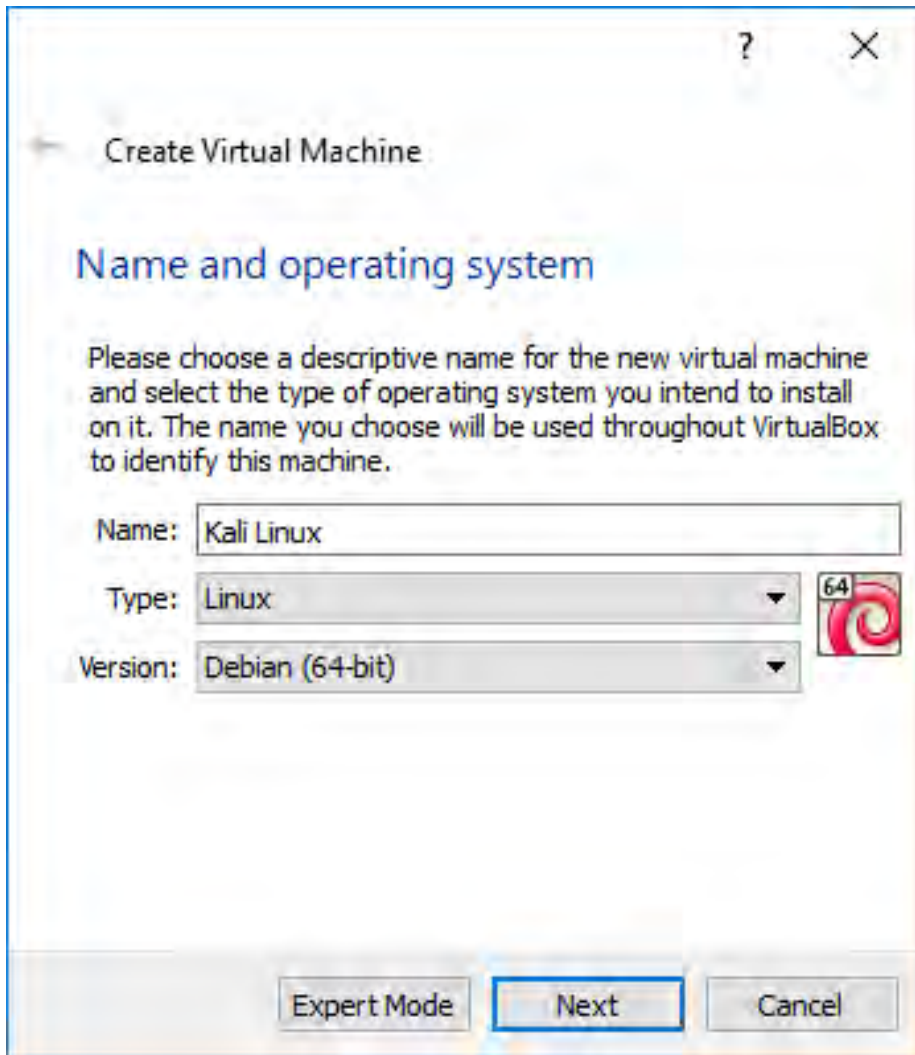 ?
Create Virtual Machine
Name and operating system
Please choose a descriptive name for the new virtual machine
and select the type of operating system you intend to install
on it. The name you choose will be used throughout VirtualBox
to identify this machine.
Name: Kali Linux
Type: Linux
64
Version: Debian (64-bit)
Expert Mode Next Cancel